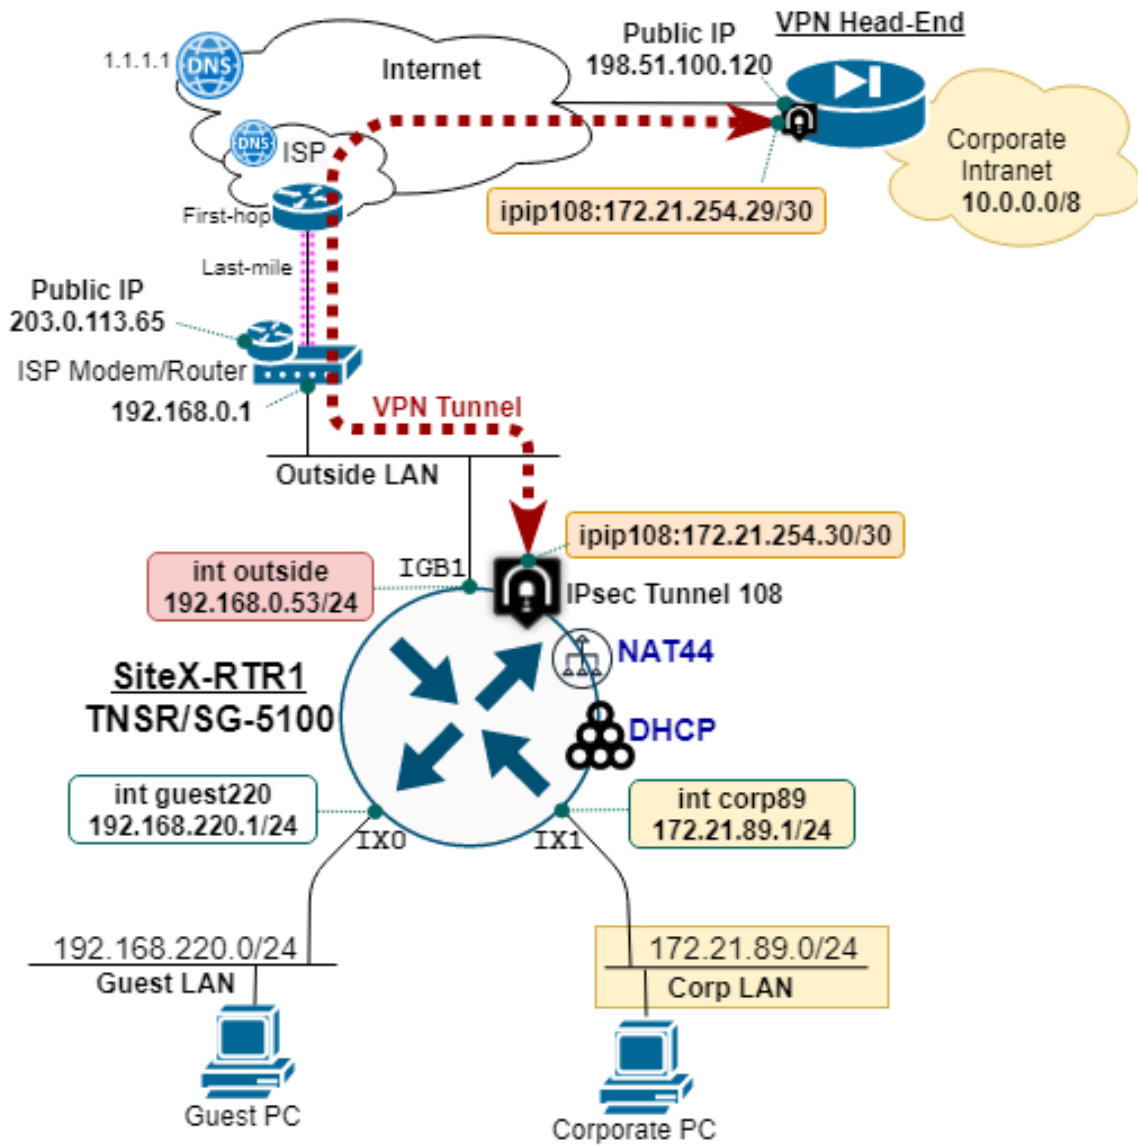 VPN Head-End
Public IP
198.51.100.120
1.1.1.1
DNS
Internet
DNS
ISP
Corporate
Intranet
10.0.0.0/8
ipip108:172.21.254.29/30
First-hop
Last-mile
Public IP
203.0.113.65
ISP Modem/Router
192.168.0.1
VPN Tunnel
Outside LAN
ipip108:172.21.254.30/30
int outside
192.168.0.53/24
IGB1
IPsec Tunnel 108
NAT44
SiteX-RTR1
TNSR/SG-5100
DHCP
int guest220
192.168.220.1/24
int corp89
172.21.89.1/24
IX0
IX1
192.168.220.0/24
Guest LAN
172.21.89.0/24
Corp LAN
Guest PC
Corporate PC